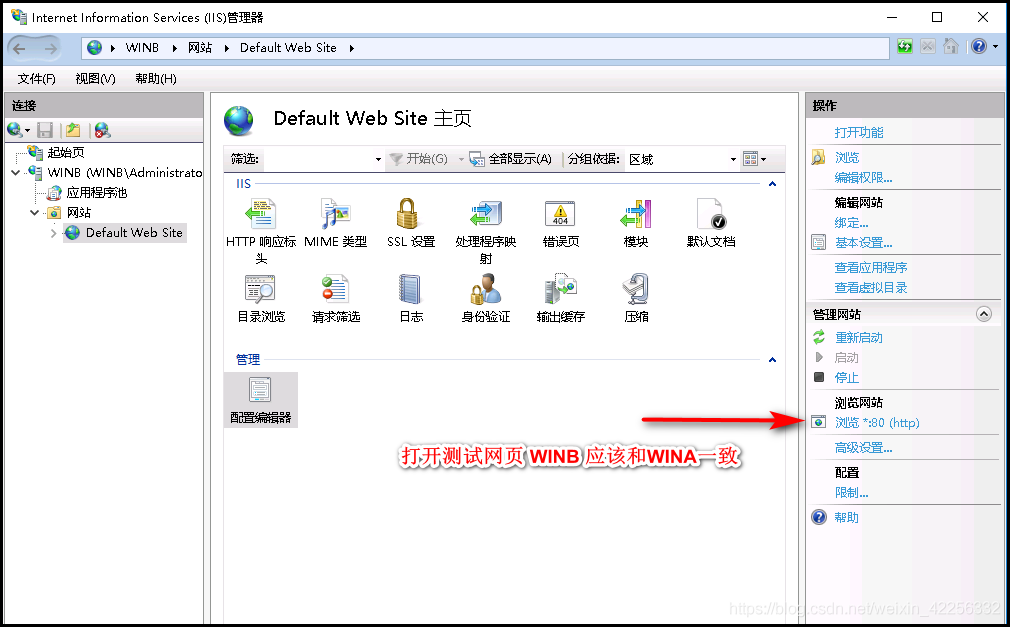 Internet Information Services (IIS)管理器
WINB
网站
Default Web Site
文件(F)
视图(V)
帮助(H)
连接
起始页
WINB (WINB\Administrato
应用程序池
网站
Default Web Site
Default Web Site 主页
筛选:
开始(G)
全部显示(A)
分组依据:
区域
IIS
HTTP 响应标
头
MIME 类型
SSL 设置
处理程序映
射
404
错误页
模块
默认文档
目录浏览
请求筛选
日志
身份验证
输出缓存
压缩
管理
配置编辑器
打开测试网页 WINB 应该和WINA一致
操作
打开功能
浏览
编辑权限...
编辑网站
绑定...
基本设置...
查看应用程序
查看虚拟目录
管理网站
重新启动
启动
停止
浏览网站
浏览 *:80 (http)
高级设置...
配置
限制...
帮助
https://blog.csdn.net/weixin_42256332